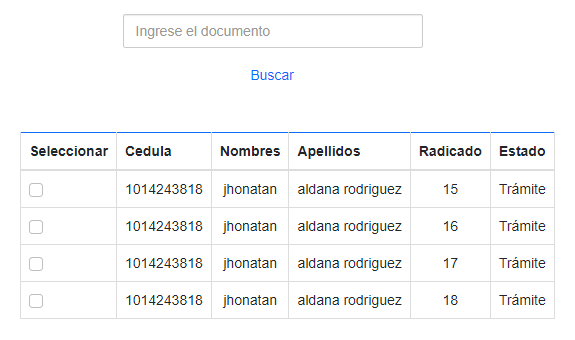 Ingrese el documento
Buscar
Seleccionar Cedula Nombres Apellidos Radicado Estado
1014243818 jhonatan aldana rodriguez 15 Trámite
1014243818 jhonatan aldana rodriguez 16 Trámite
1014243818 jhonatan aldana rodriguez 17 Trámite
1014243818 jhonatan aldana rodriguez 18 Trámite